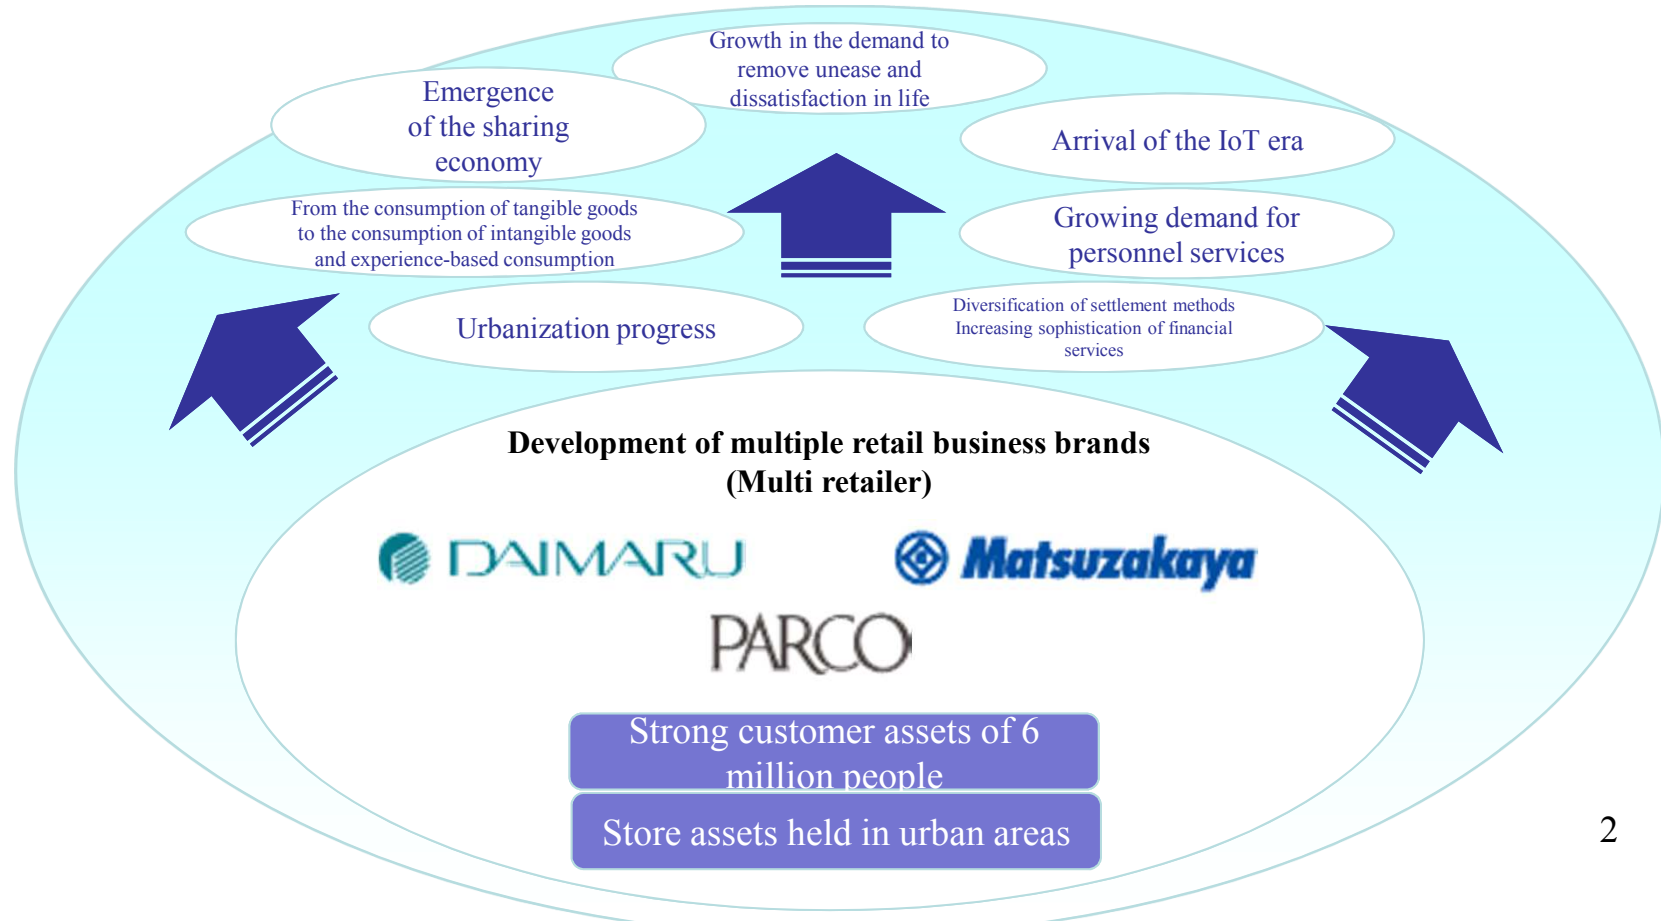 Growth in the demand to
remove unease and
dissatisfaction in life
Emergence
of the sharing
economy
Arrival of the IoT era
From the consumption of tangible goods
to the consumption of intangible goods
and experience-based consumption
Growing demand for
personnel services
Urbanization progress
Diversification of settlement methods
Increasing sophistication of financial
services
Development of multiple retail business brands
(Multi retailer)
DAIMARU
Matsuzakaya
PARCO
Strong customer assets of 6
million people
Store assets held in urban areas
2